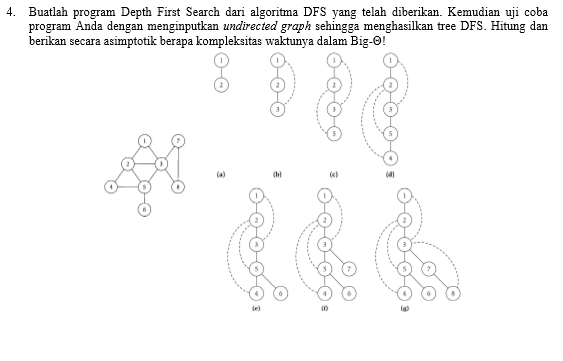 4. Buatlah program Depth First Search dari algoritma DFS yang telah diberikan. Kemudian uji coba
program Anda dengan menginputkan undirected graph sehingga menghasilkan tree DFS. Hitung dan
berikan secara asimptotik berapa kompleksitas waktunya dalam Big-Θ!
1 1 1 1
2 2 2 2
3 3 3
5 5
4
(a) (b) (c) (d)
1 7
2 3
4 5 8
6
1 1 1
2 2 2
3 3 3
5 5 7 5 7
4 6 4 6 4 6 8
(e) (f) (g)